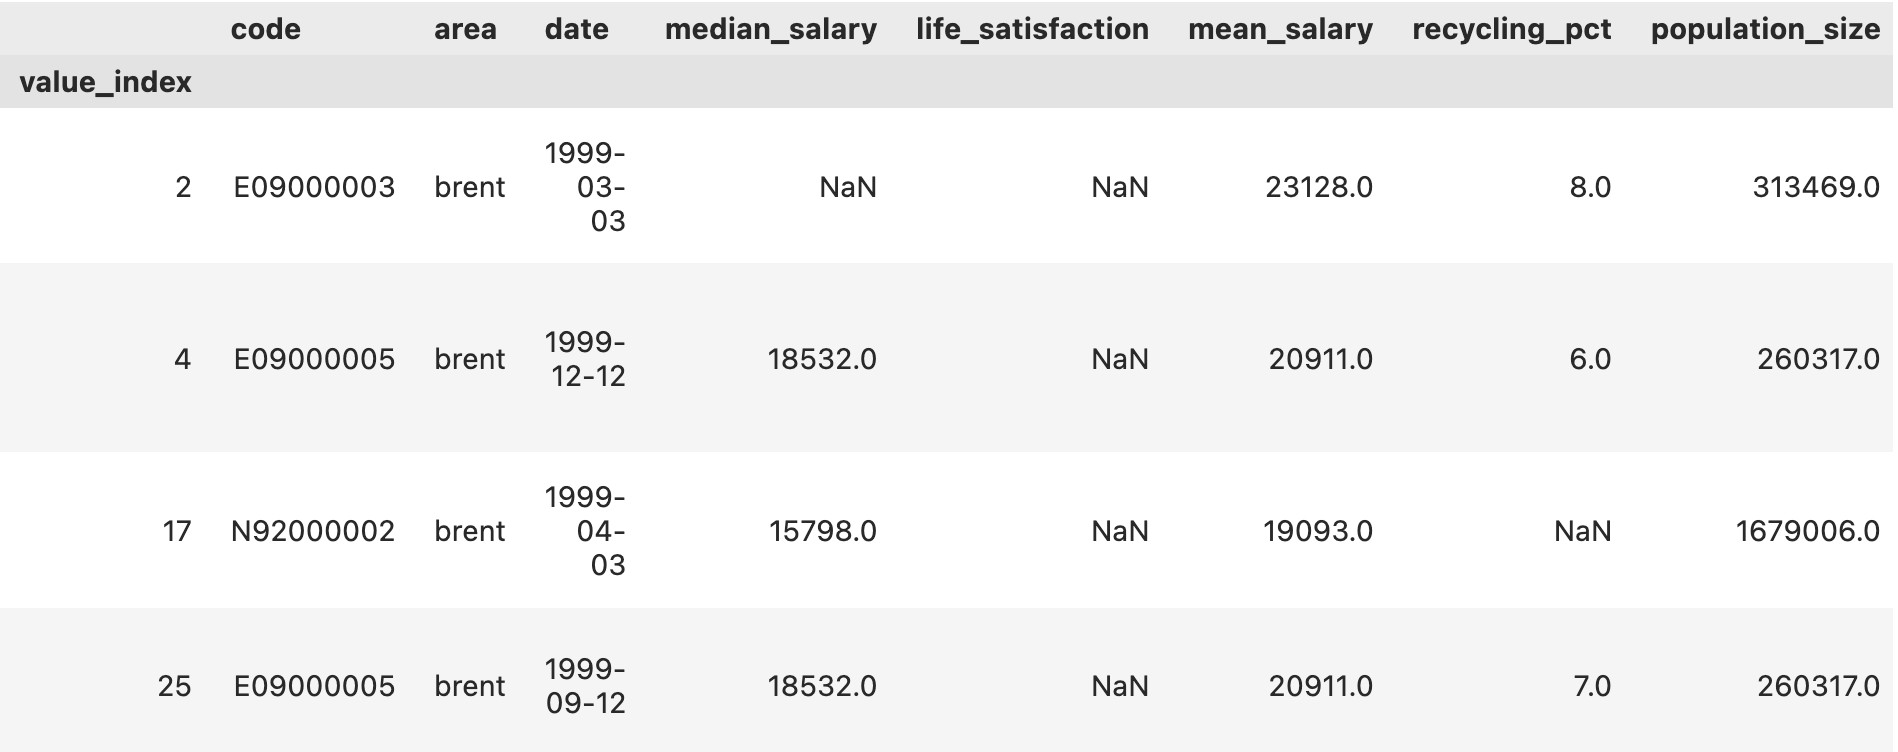 code area date median_salary life_satisfaction mean_salary recycling_pct population_size
value_index
2 E09000003 brent 1999-03-03 NaN NaN 23128.0 8.0 313469.0
4 E09000005 brent 1999-12-12 18532.0 NaN 20911.0 6.0 260317.0
17 N92000002 brent 1999-04-03 15798.0 NaN 19093.0 NaN 1679006.0
25 E09000005 brent 1999-09-12 18532.0 NaN 20911.0 7.0 260317.0